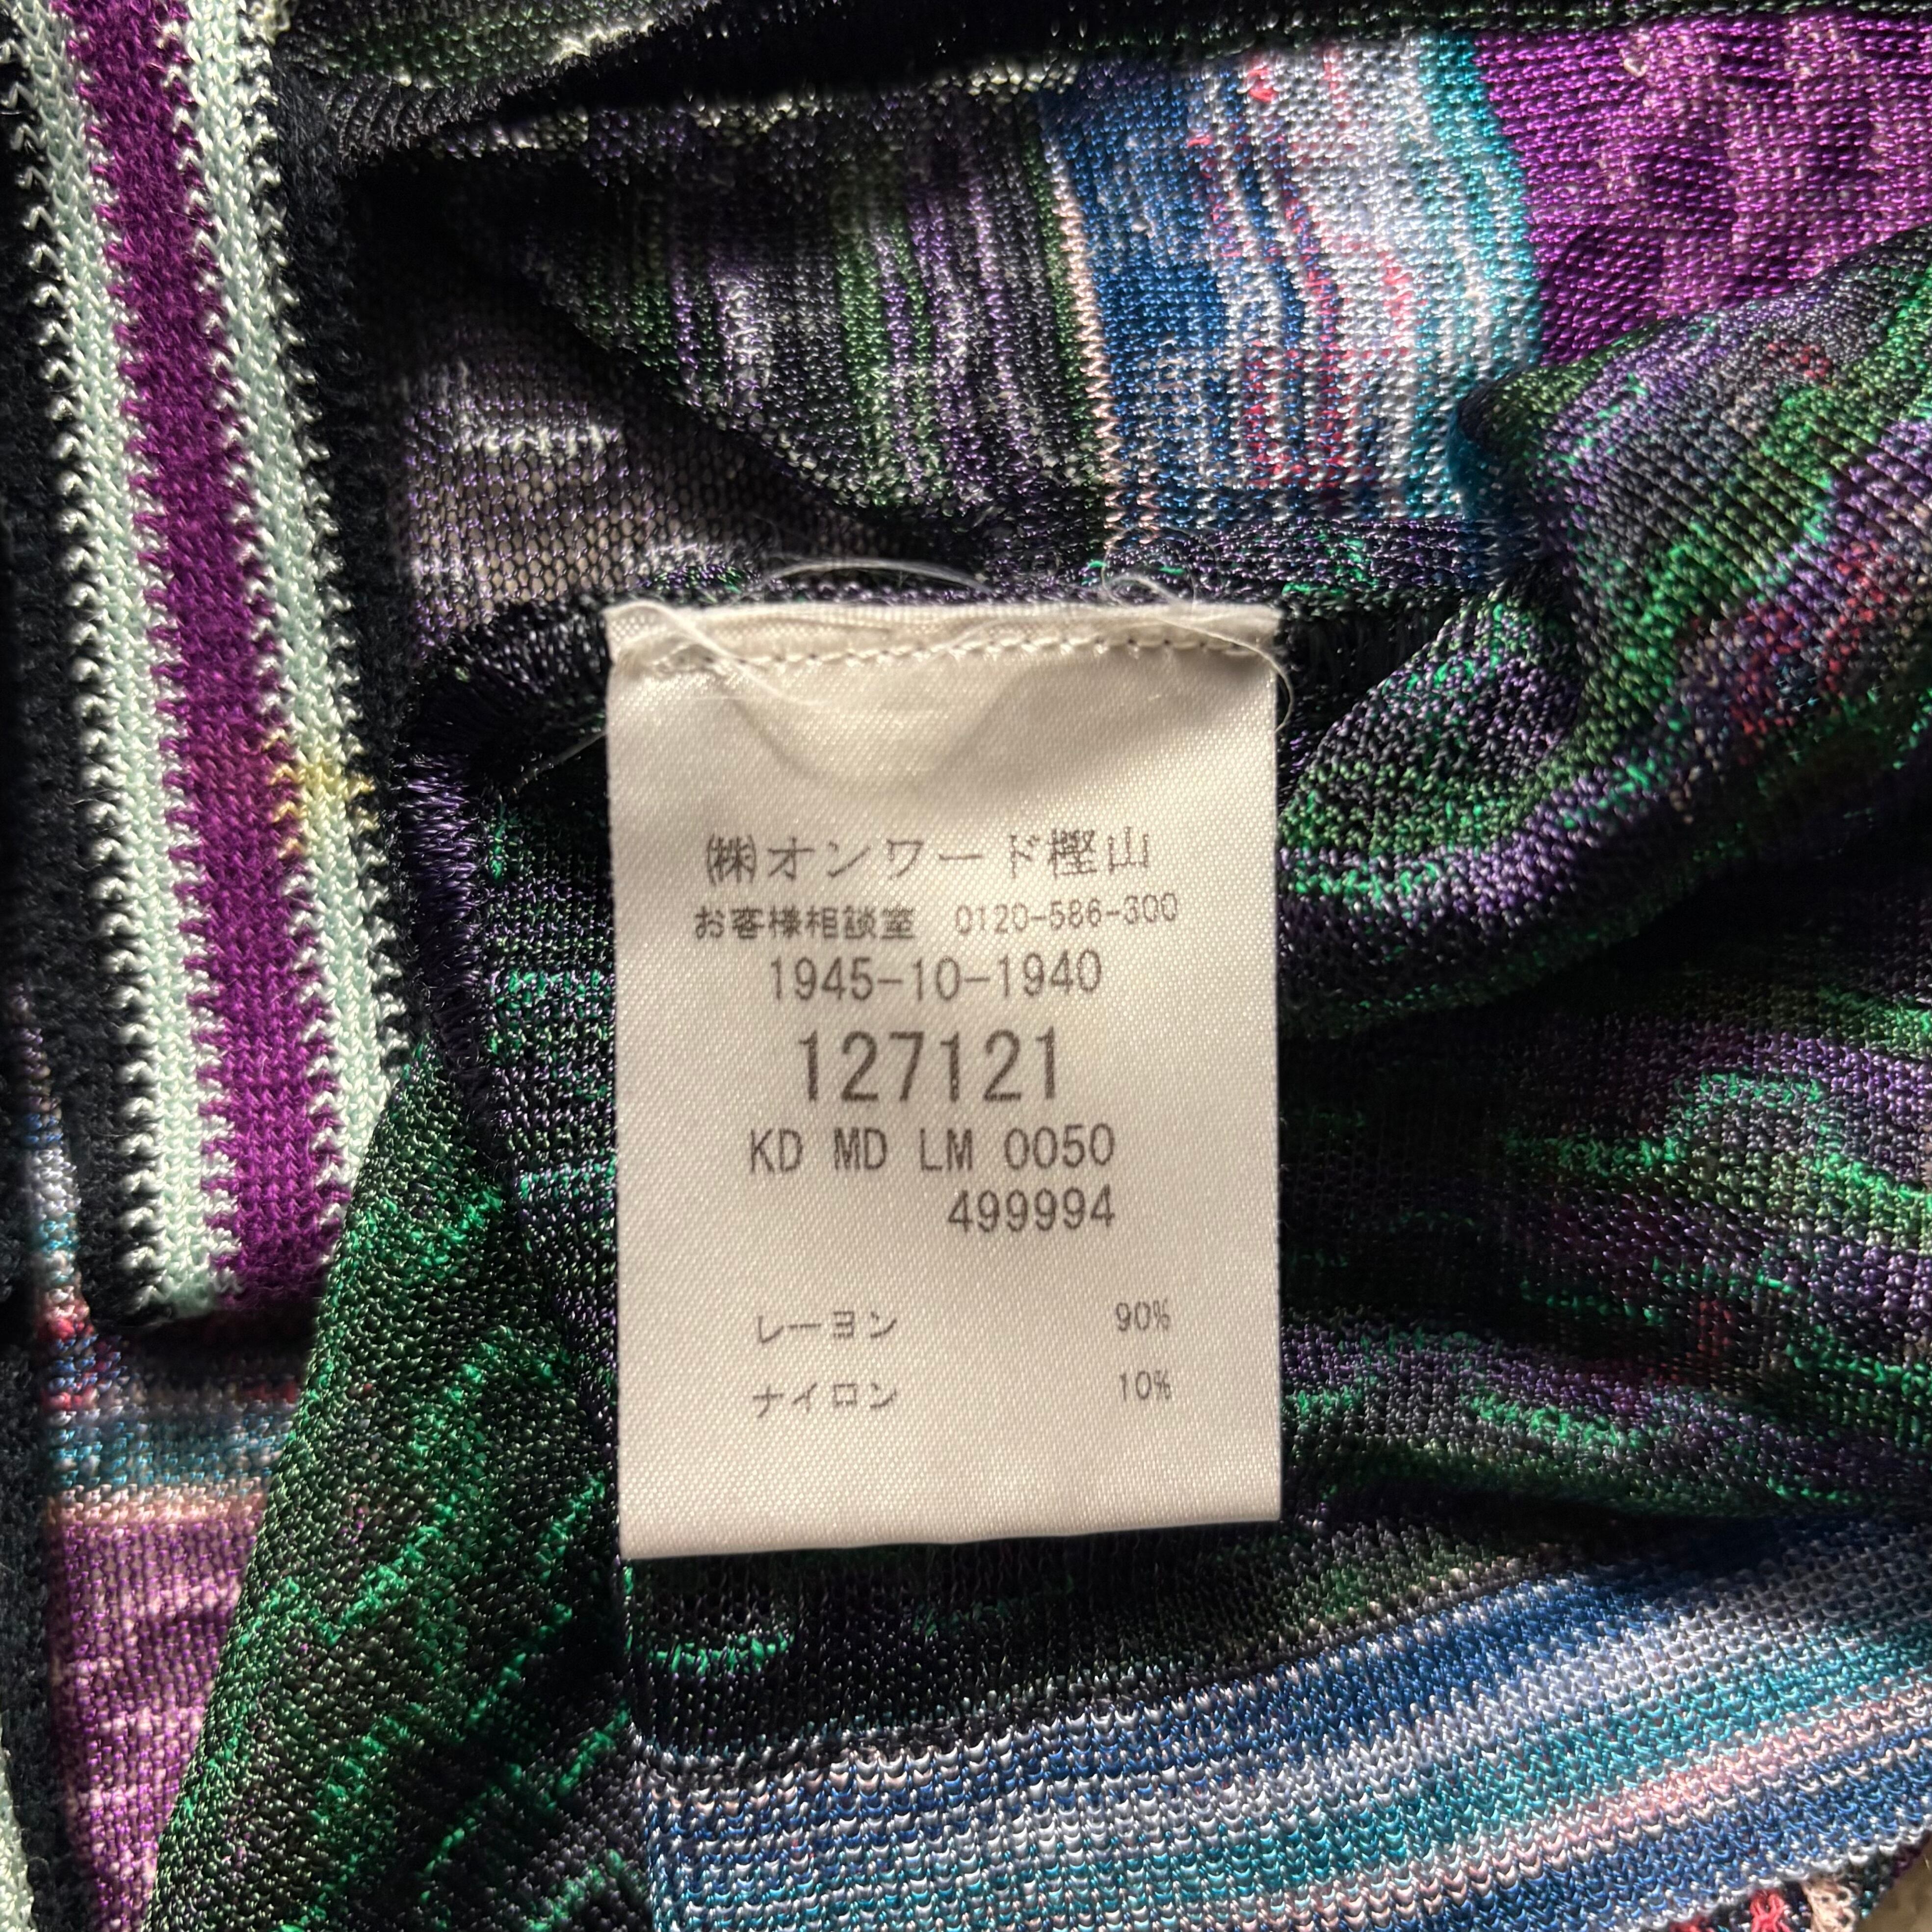 ㈱オンワード樫山
お客様相談室 0120-586-300
1945-10-1940
127121
KD MD LM 0050
499994
レーヨン 90%
ナイロン 10%